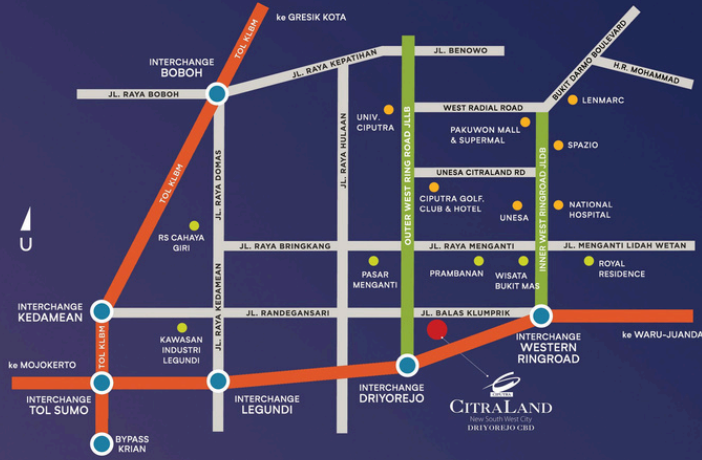 ke GRESIK KOTA
TOL KLBM
INTERCHANGE
BOBOH
JL. RAYA KEPATIHAN
JL. BENOWO
BUKIT DARMO BOULEVARD
H.R. MOHAMMAD
JL. RAYA BOBOH
UNIV.
CIPUTRA
WEST RADIAL ROAD
LENMARC
PAKUWON MALL
& SUPERMAL
SPAZIO
TOL KLBM
JL. RAYA DOMAS
JL. RAYA HULAAN
OUTER WEST RING ROAD JLLB
UNESA CITRALAND RD
INNER WEST RINGROAD JLDB
CIPUTRA GOLF,
CLUB & HOTEL
UNESA
NATIONAL
HOSPITAL
U
RS CAHAYA
GIRI
JL. RAYA BRINGKANG
JL. RAYA MENGANTI
JL. MENGANTI LIDAH WETAN
PASAR
MENGANTI
PRAMBANAN
WISATA
BUKIT MAS
ROYAL
RESIDENCE
JL. RAYA KEDAMEAN
INTERCHANGE
KEDAMEAN
JL. RANDEGANSARI
JL. BALAS KLUMPRIK
KAWASAN
INDUSTRI
LEGUNDI
TOL KLBM
INTERCHANGE
WESTERN
RINGROAD
ke WARU-JUANDA
ke MOJOKERTO
INTERCHANGE
TOL SUMO
INTERCHANGE
LEGUNDI
INTERCHANGE
DRIYOREJO
CIPUTRA
CITRALAND
New South West City
DRIYOREJO CBD
BYPASS
KRIAN